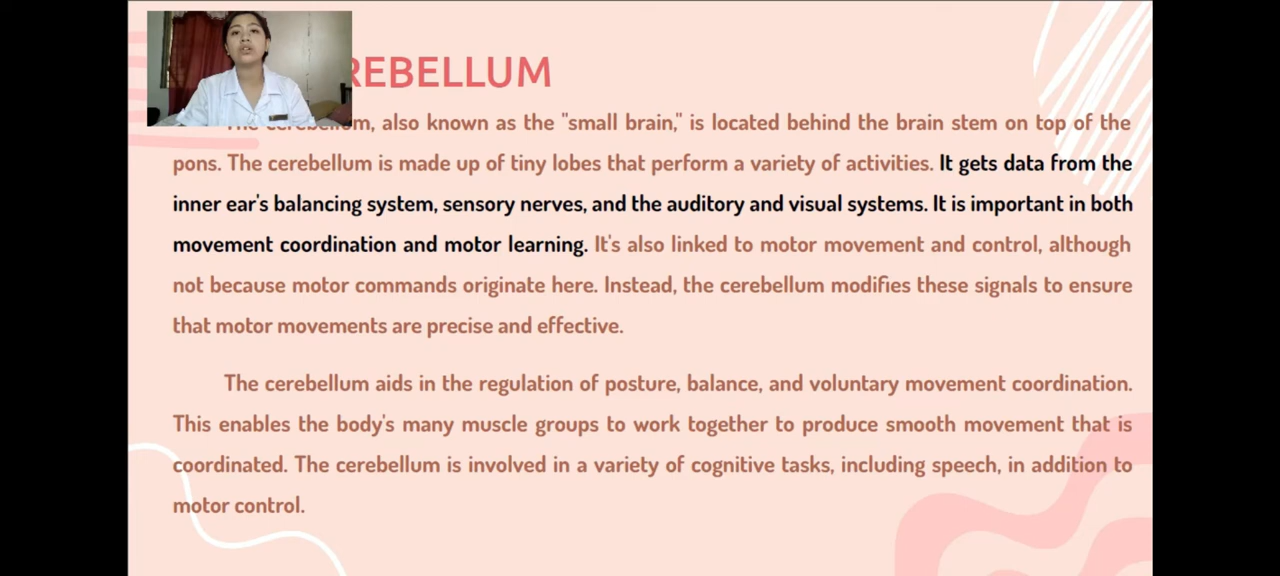 REBELLUM
The cerebellum, also known as the "small brain," is located behind the brain stem on top of the
pons. The cerebellum is made up of tiny lobes that perform a variety of activities. It gets data from the
inner ear's balancing system, sensory nerves, and the auditory and visual systems. It is important in both
movement coordination and motor learning. It's also linked to motor movement and control, although
not because motor commands originate here. Instead, the cerebellum modifies these signals to ensure
that motor movements are precise and effective.
The cerebellum aids in the regulation of posture, balance, and voluntary movement coordination.
This enables the body's many muscle groups to work together to produce smooth movement that is
coordinated. The cerebellum is involved in a variety of cognitive tasks, including speech, in addition to
motor control.